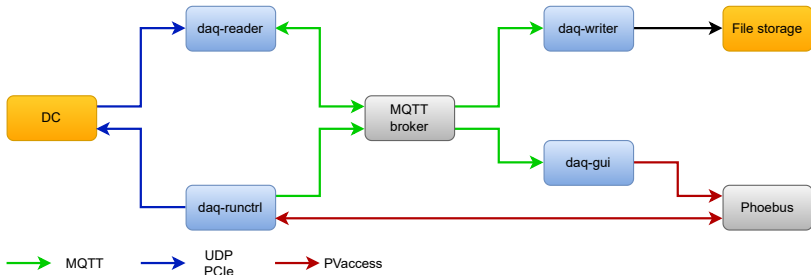 daq-reader
daq-writer
File storage
DC
MQTT
broker
daq-gui
daq-runctrl
Phoebus
MQTT
UDP
PCIe
PVaccess